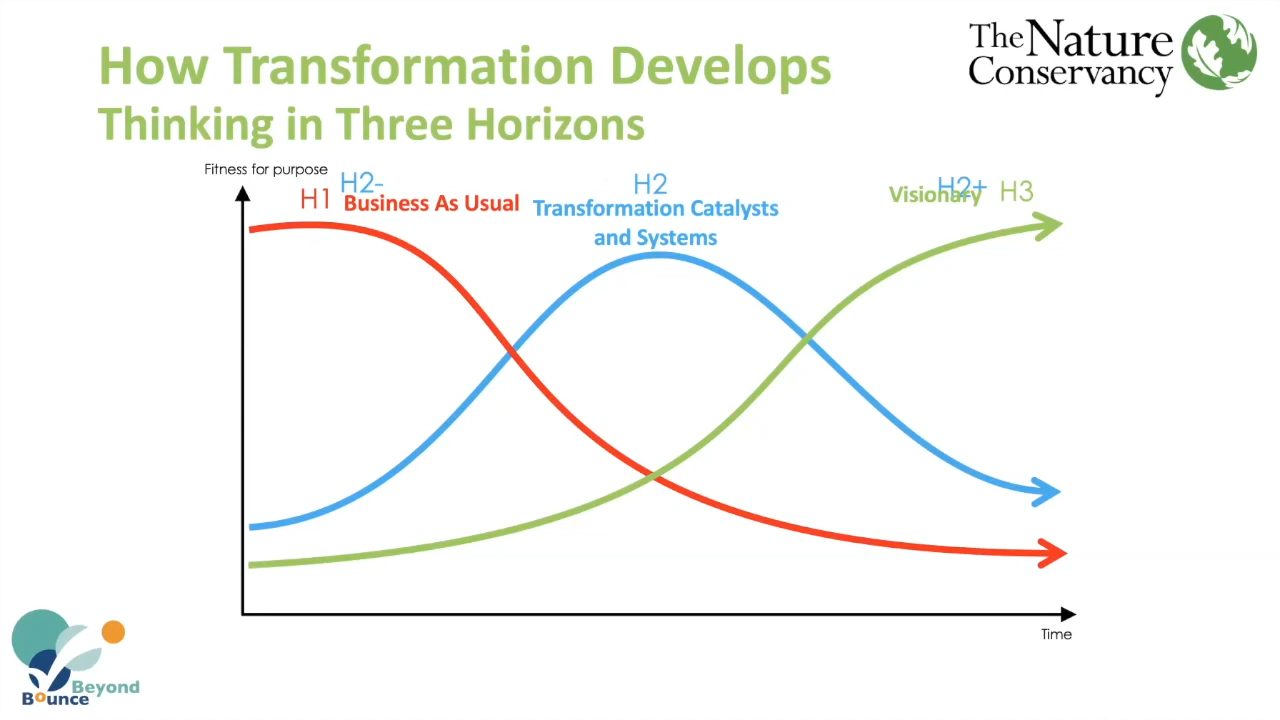 How Transformation Develops
Thinking in Three Horizons
The Nature
Conservancy
Fitness for purpose
H1
H2-
Business As Usual
H2
Transformation Catalysts
and Systems
Visionary
H2+
H3
Time
Bounce
Beyond